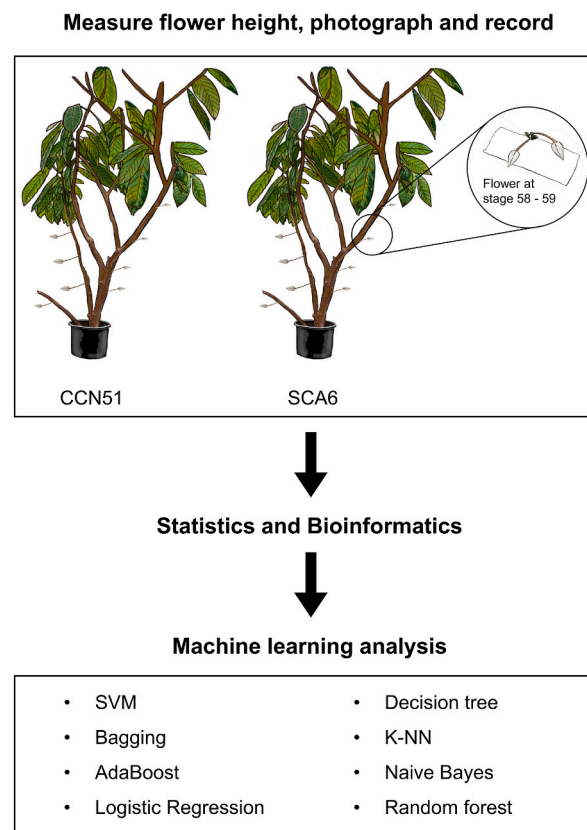 Measure flower height, photograph and record
Flower at
stage 58 - 59
CCN51
SCA6
Statistics and Bioinformatics
Machine learning analysis
• SVM
• Bagging
• AdaBoost
• Logistic Regression
• Decision tree
• K-NN
• Naive Bayes
• Random forest